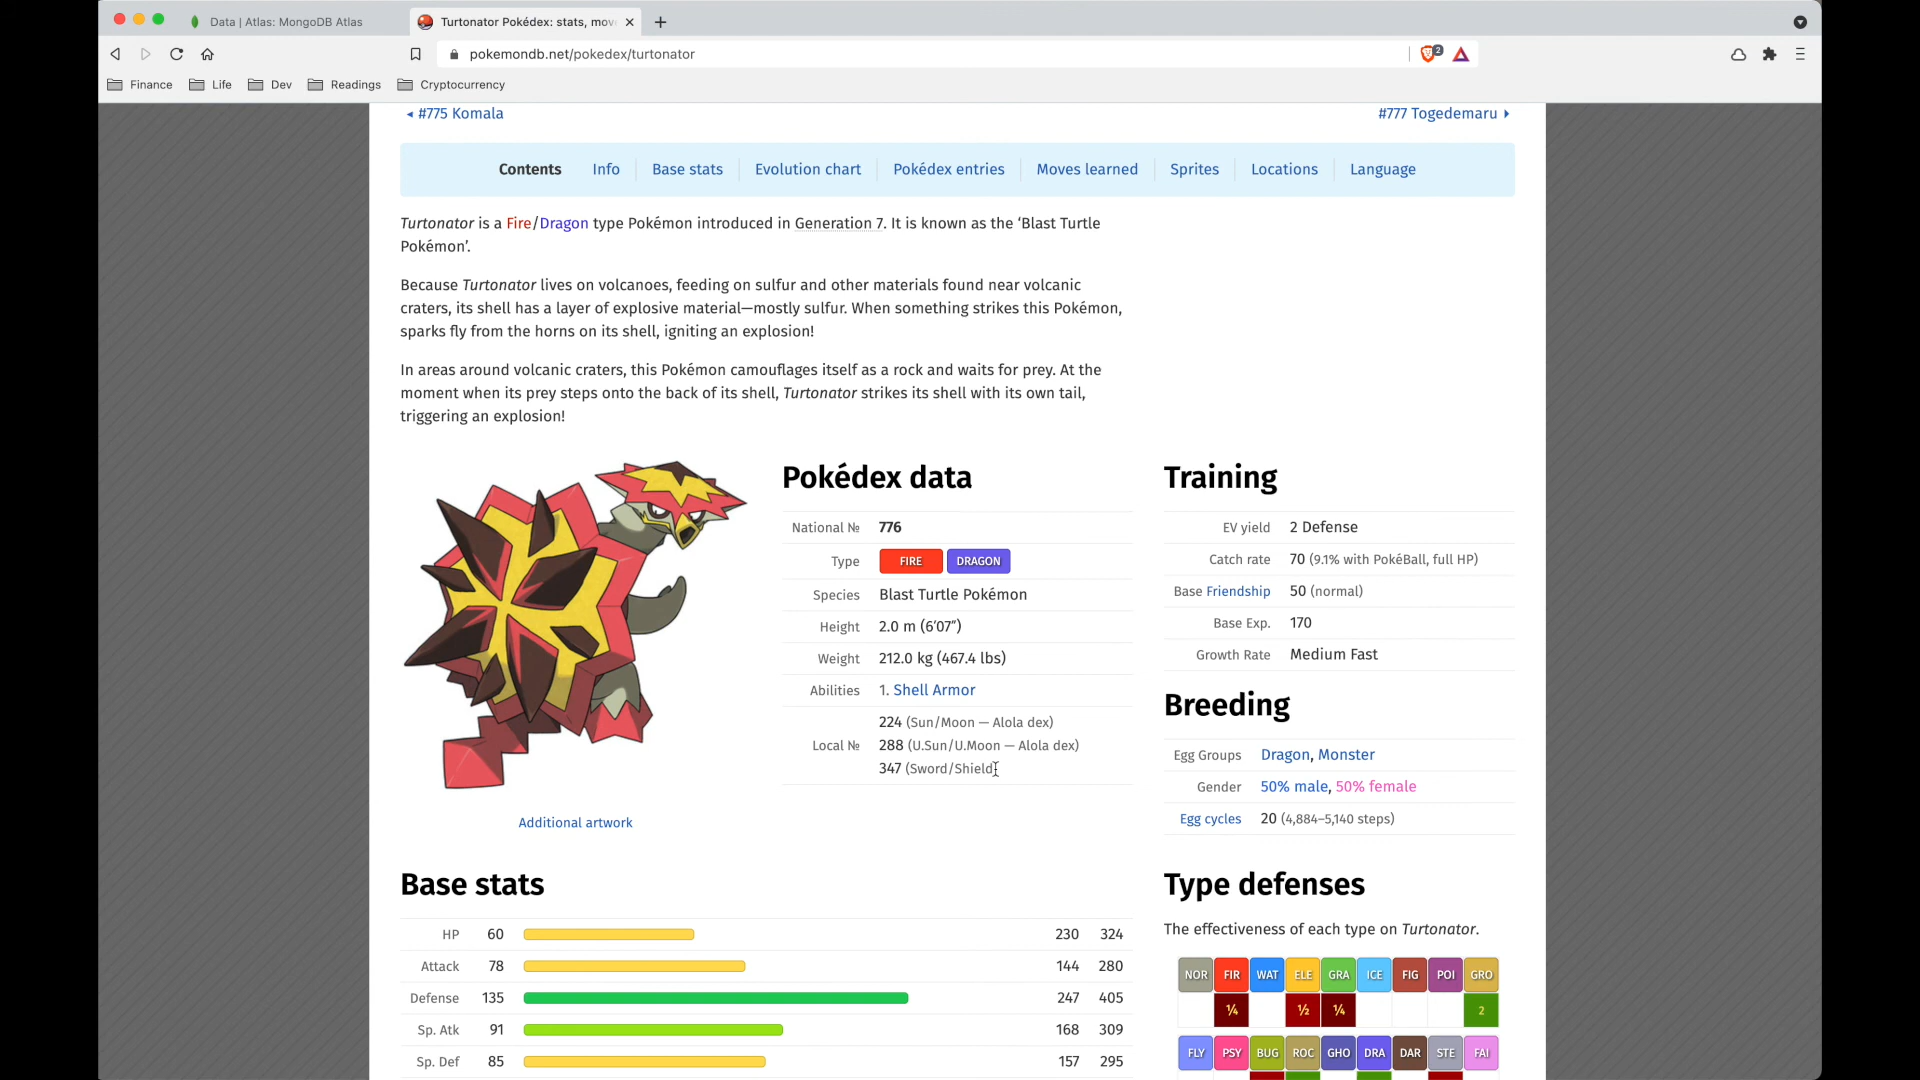 Data | Atlas: MongoDB Atlas
Turtonator Pokédex: stats, mov
pokemondb.net/pokedex/turtonator
2
Finance Life Dev Readings Cryptocurrency
#775 Komala
#777 Togedemaru
Contents Info Base stats Evolution chart Pokédex entries Moves learned Sprites Locations Language
Turtonator is a Fire/Dragon type Pokémon introduced in Generation 7. It is known as the ‘Blast Turtle
Pokémon’.
Because Turtonator lives on volcanoes, feeding on sulfur and other materials found near volcanic
craters, its shell has a layer of explosive material—mostly sulfur. When something strikes this Pokémon,
sparks fly from the horns on its shell, igniting an explosion!
In areas around volcanic craters, this Pokémon camouflages itself as a rock and waits for prey. At the
moment when its prey steps onto the back of its shell, Turtonator strikes its shell with its own tail,
triggering an explosion!
Additional artwork
Pokédex data
National № 776
Type FIRE DRAGON
Species Blast Turtle Pokémon
Height 2.0 m (6′07″)
Weight 212.0 kg (467.4 lbs)
Abilities 1. Shell Armor
Local № 224 (Sun/Moon — Alola dex)
288 (U.Sun/U.Moon — Alola dex)
347 (Sword/Shield)
Training
EV yield 2 Defense
Catch rate 70 (9.1% with PokéBall, full HP)
Base Friendship 50 (normal)
Base Exp. 170
Growth Rate Medium Fast
Breeding
Egg Groups Dragon, Monster
Gender 50% male, 50% female
Egg cycles 20 (4,884–5,140 steps)
Base stats
HP 60 230 324
Attack 78 144 280
Defense 135 247 405
Sp. Atk 91 168 309
Sp. Def 85 157 295
Type defenses
The effectiveness of each type on Turtonator.
NOR FIR WAT ELE GRA ICE FIG POI GRO
¼ ½ ¼ 2
FLY PSY BUG ROC GHO DRA DAR STE FAI